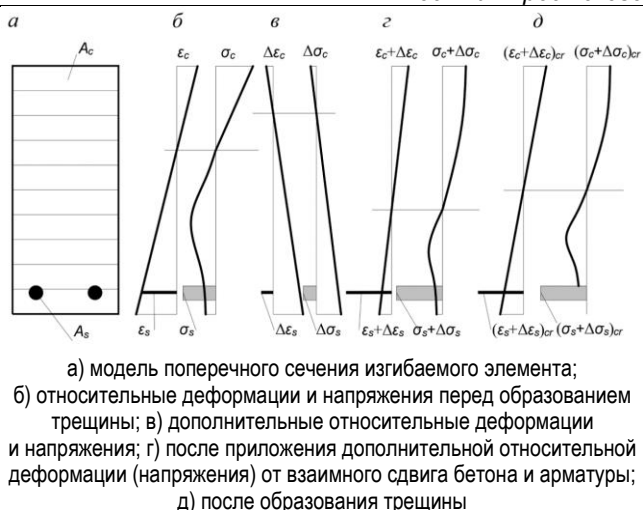 а б в г д
A_c ε_c σ_c Δε_c Δσ_c ε_c+Δε_c σ_c+Δσ_c (ε_c+Δε_c)_cr (σ_c+Δσ_c)_cr
A_s ε_s σ_s Δε_s Δσ_s ε_s+Δε_s σ_s+Δσ_s (ε_s+Δε_s)_cr (σ_s+Δσ_s)_cr
а) модель поперечного сечения изгибаемого элемента;
б) относительные деформации и напряжения перед образованием
трещины; в) дополнительные относительные деформации
и напряжения; г) после приложения дополнительной относительной
деформации (напряжения) от взаимного сдвига бетона и арматуры;
д) после образования трещины